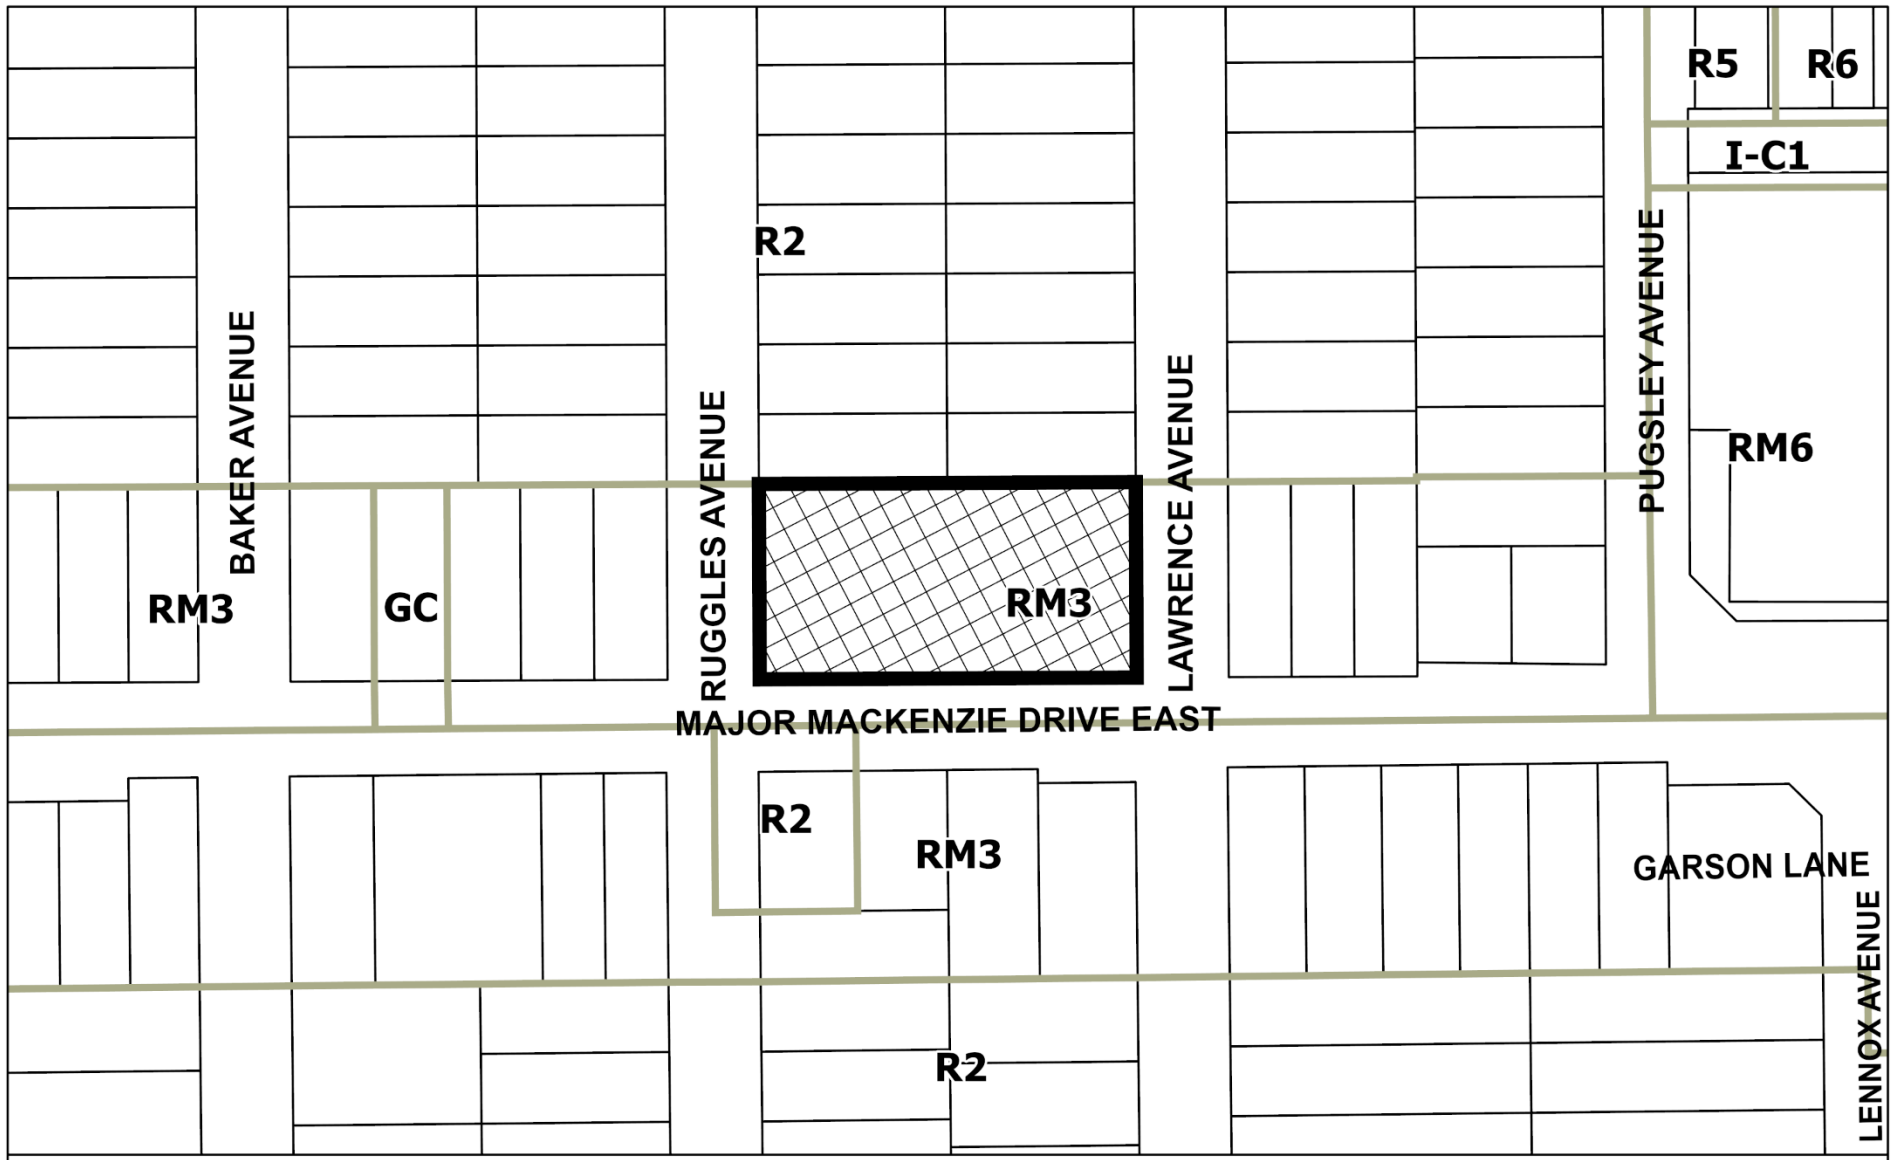 R5
R6
I-C1
R2
PUGSLEY AVENUE
BAKER AVENUE
RUGGLES AVENUE
LAWRENCE AVENUE
RM6
RM3
GC
RM3
MAJOR MACKENZIE DRIVE EAST
R2
RM3
GARSON LANE
LENNOX AVENUE
R2